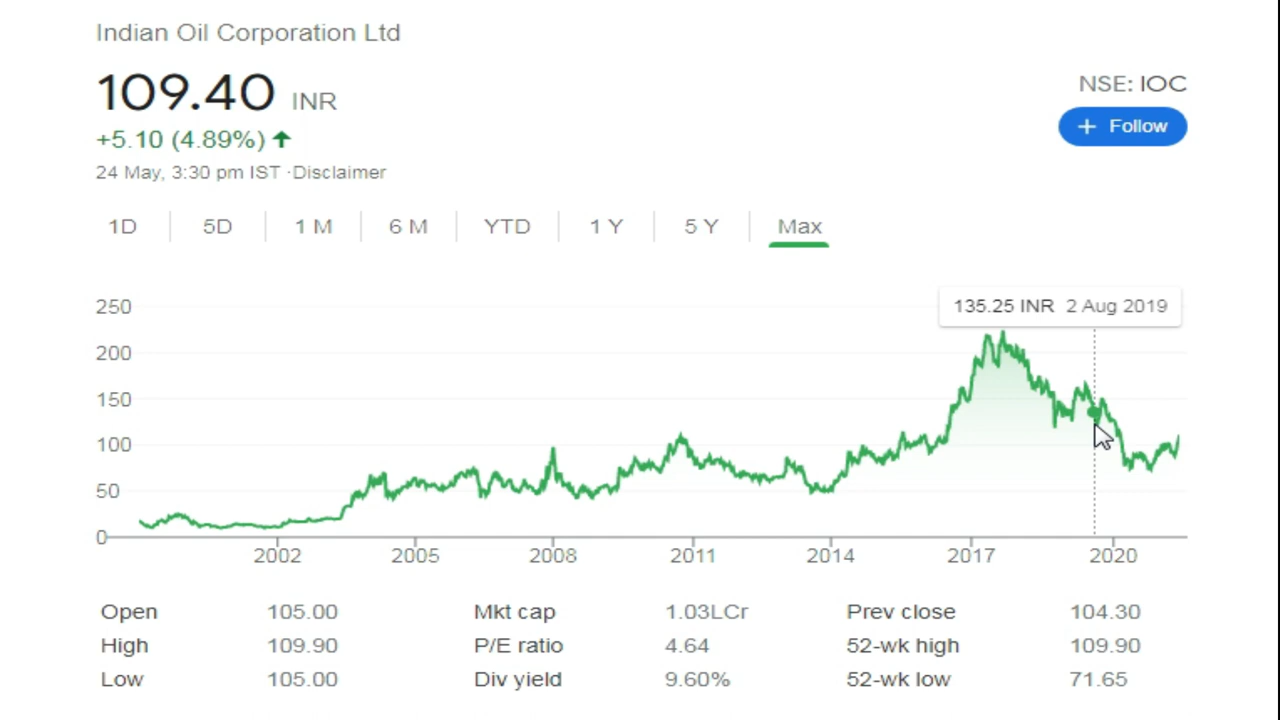 Indian Oil Corporation Ltd
109.40 INR
NSE: IOC
+ Follow
+5.10 (4.89%)
24 May, 3:30 pm IST ·Disclaimer
1D 5D 1 M 6 M YTD 1 Y 5 Y Max
135.25 INR 2 Aug 2019
250
200
150
100
50
0
2002 2005 2008 2011 2014 2017 2020
Open 105.00 Mkt cap 1.03LCr Prev close 104.30
High 109.90 P/E ratio 4.64 52-wk high 109.90
Low 105.00 Div yield 9.60% 52-wk low 71.65